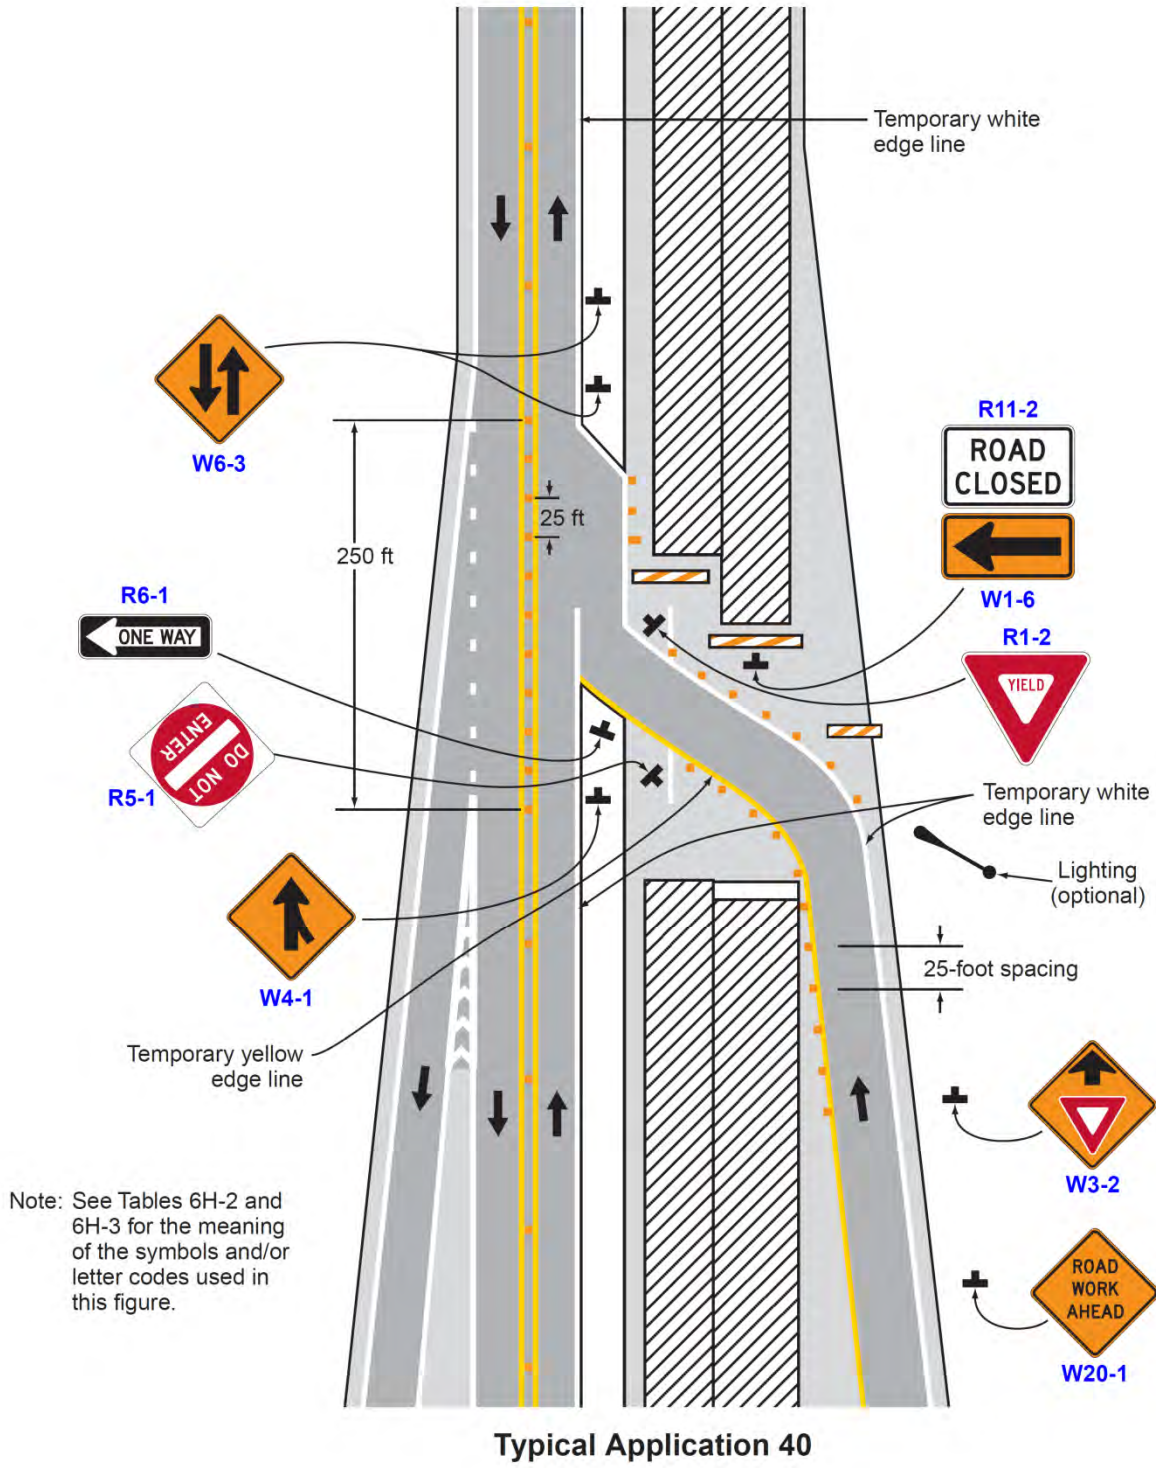 Temporary white
edge line
W6-3
R11-2
ROAD
CLOSED
W1-6
25 ft
250 ft
R6-1
ONE WAY
R1-2
YIELD
DO NOT
ENTER
R5-1
Temporary white
edge line
Lighting
(optional)
W4-1
25-foot spacing
Temporary yellow
edge line
W3-2
Note: See Tables 6H-2 and
6H-3 for the meaning
of the symbols and/or
letter codes used in
this figure.
ROAD
WORK
AHEAD
W20-1
Typical Application 40